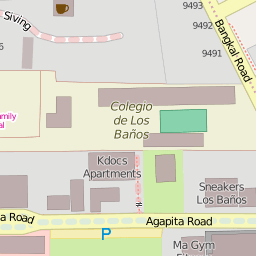 Siving
9493
9492
9491
Bangkal Road
Colegio
de Los
Baños
Kdocs
Apartments
Sneakers
Los Baños
a Road
Agapita Road
P
Ma Gym